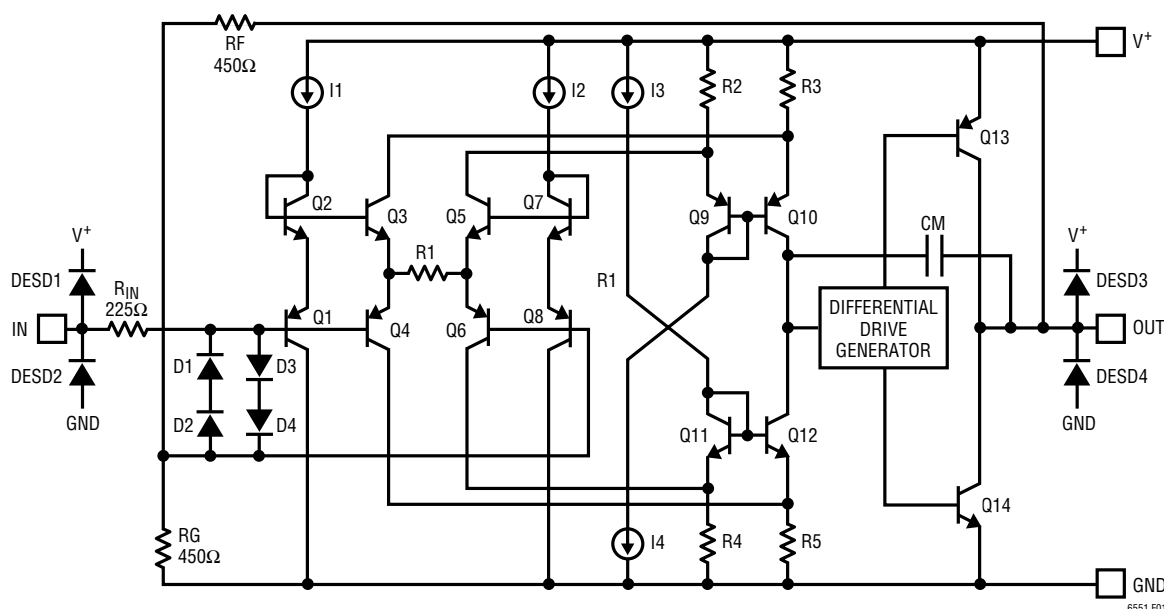 RF
450Ω
V+
I1
I2
I3
R2
R3
Q13
Q2
Q3
Q5
Q7
Q9
Q10
CM
V+
DESD1
RIN
225Ω
R1
R1
V+
DESD3
IN
Q1
Q4
Q6
Q8
DIFFERENTIAL
DRIVE
GENERATOR
OUT
DESD2
D1
D3
DESD4
GND
D2
D4
Q11
Q12
GND
Q14
RG
450Ω
I4
R4
R5
GND
6551 F01